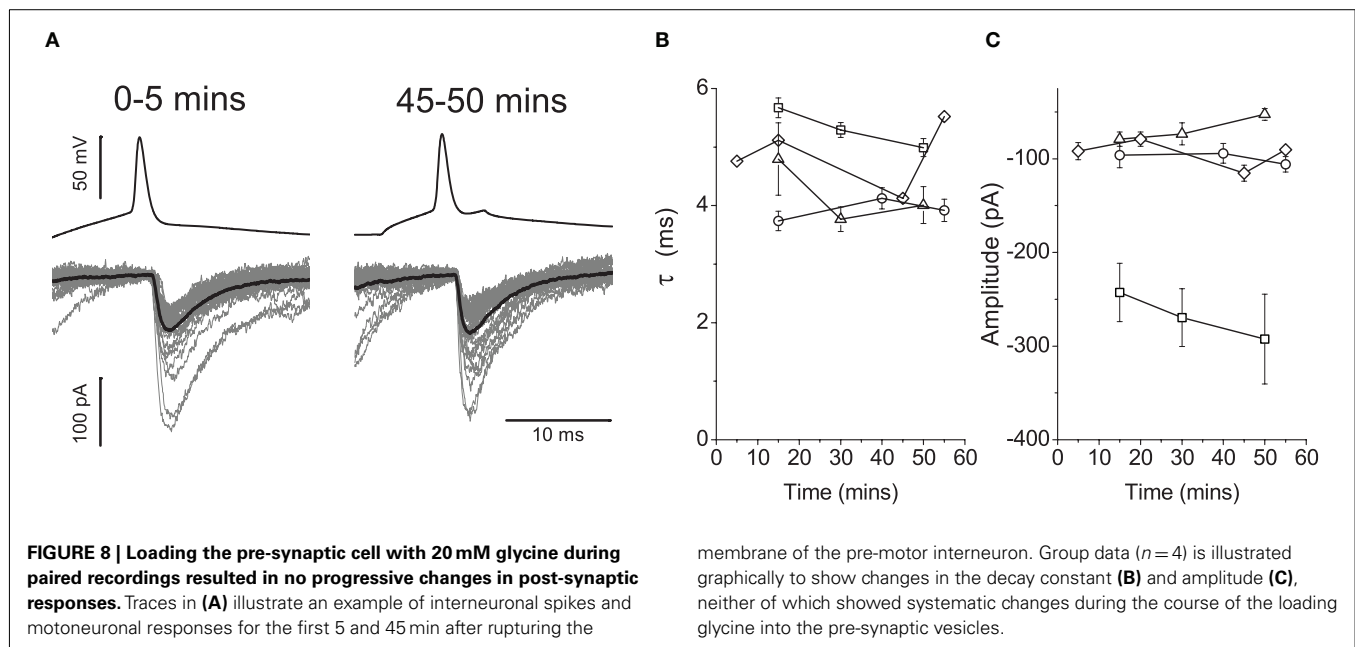 A
B
C
0-5 mins
45-50 mins
50 mV
100 pA
10 ms
6
4
2
0
τ (ms)
0 10 20 30 40 50 60
Time (mins)
-100
-200
-300
-400
Amplitude (pA)
0 10 20 30 40 50 60
Time (mins)
FIGURE 8 | Loading the pre-synaptic cell with 20 mM glycine during
paired recordings resulted in no progressive changes in post-synaptic
responses. Traces in (A) illustrate an example of interneuronal spikes and
motoneuronal responses for the first 5 and 45 min after rupturing the
membrane of the pre-motor interneuron. Group data (n = 4) is illustrated
graphically to show changes in the decay constant (B) and amplitude (C),
neither of which showed systematic changes during the course of the loading
glycine into the pre-synaptic vesicles.